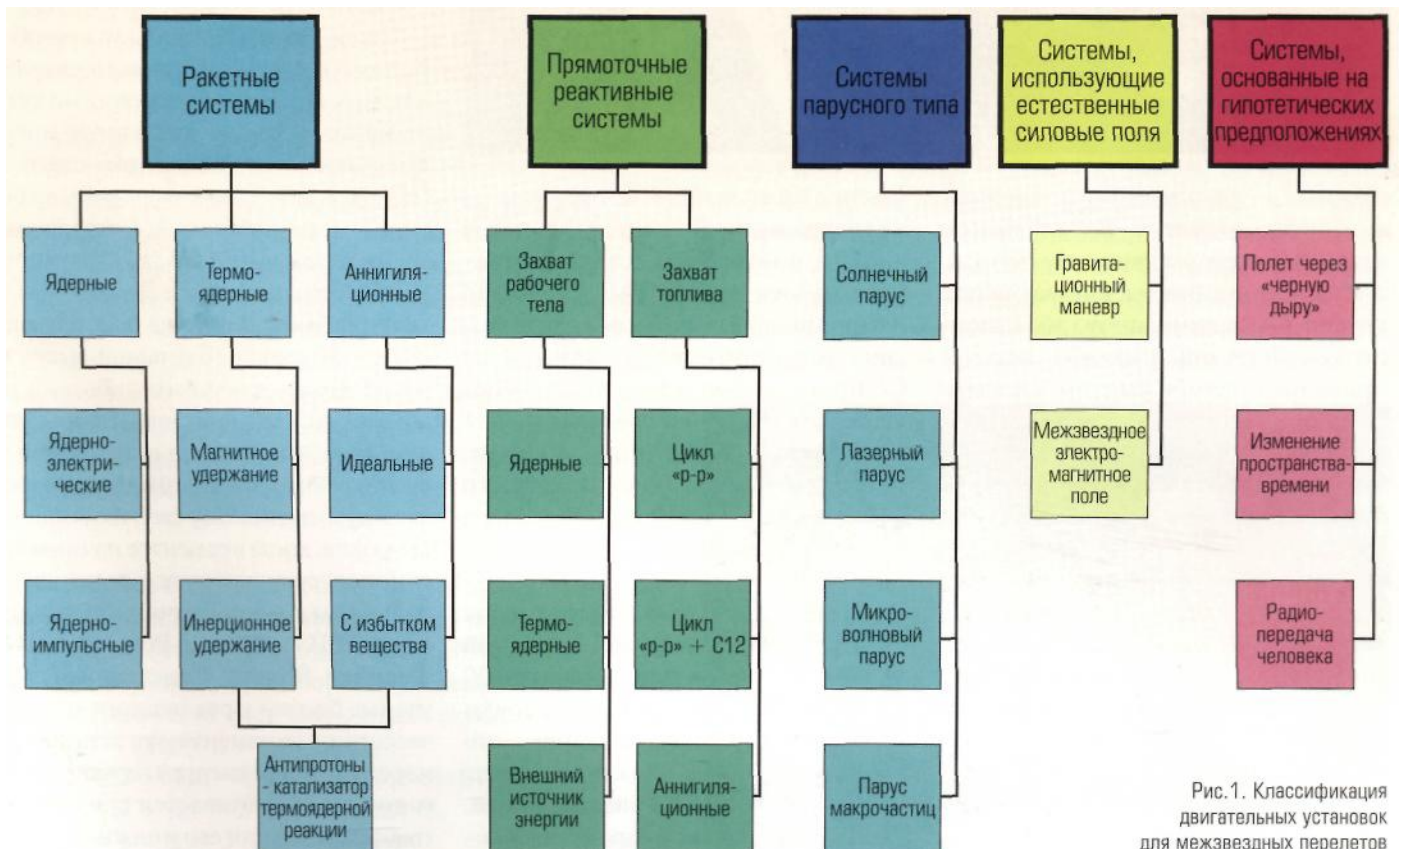 Ракетные
системы
Прямоточные
реактивные
системы
Системы
парусного типа
Системы,
использующие
естественные
силовые поля
Системы,
основанные на
гипотетических
предположениях
Ядерные
Термо-
ядерные
Аннигиля-
ционные
Захват
рабочего
тела
Захват
топлива
Солнечный
парус
Гравита-
ционный
маневр
Полет через
«черную
дыру»
Ядерно-
электри-
ческие
Магнитное
удержание
Идеальные
Ядерные
Цикл
«р-р»
Лазерный
парус
Межзвездное
электро-
магнитное
поле
Изменение
пространства-
времени
Ядерно-
импульсные
Инерционное
удержание
С избытком
вещества
Термо-
ядерные
Цикл
«р-р» + С12
Микро-
волновый
парус
Радио-
передача
человека
Антипротоны
- катализатор
термоядерной
реакции
Внешний
источник
энергии
Аннигиля-
ционные
Парус
макрочастиц
Рис.1. Классификация
двигательных установок
для межзвездных перелетов